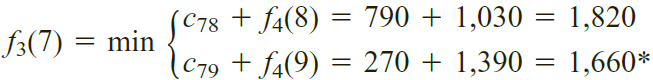 f₃(7) = min { c₇₈ + f₄(8) = 790 + 1,030 = 1,820
c₇₉ + f₄(9) = 270 + 1,390 = 1,660*